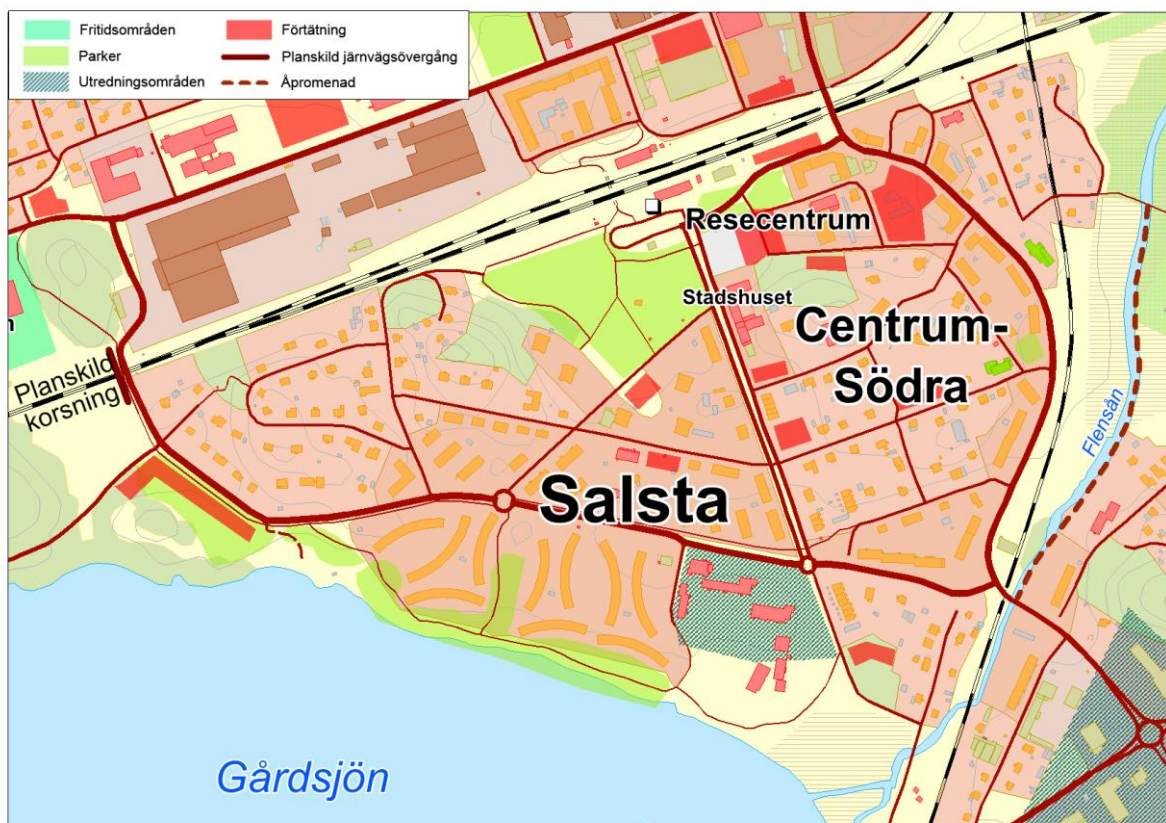 Fritidsområden
Förtätning
Parker
Planskild järnvägsövergång
Utredningsområden
Åpromenad
Resecentrum
Stadshuset
Centrum-
Södra
Planskild
korsning
Flensån
Salsta
Gårdsjön